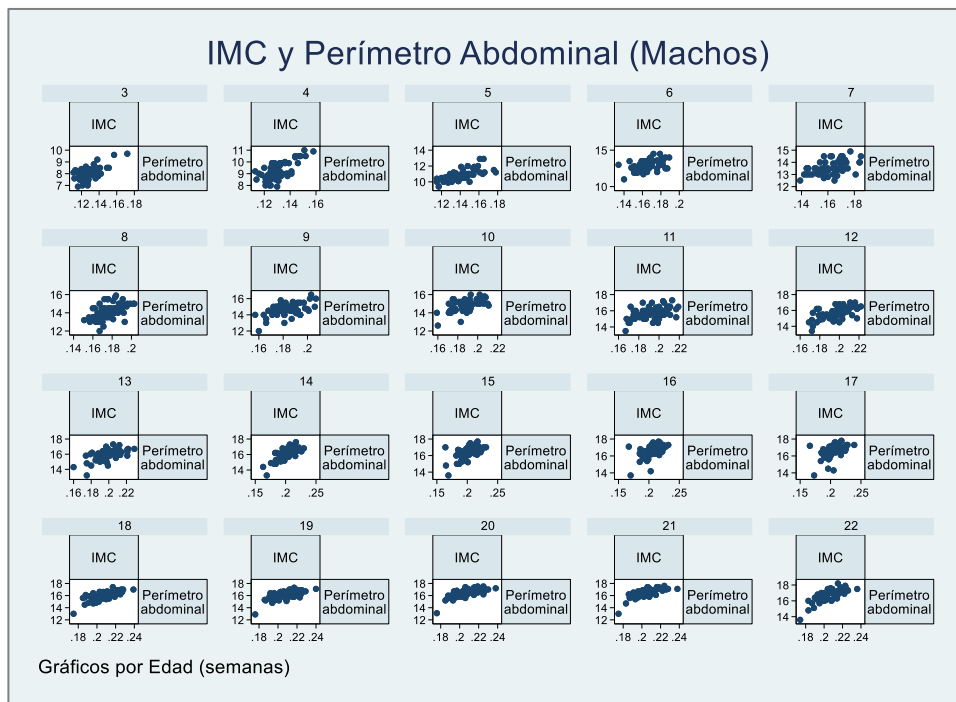 IMC y Perímetro Abdominal (Machos)
3 4 5 6 7
IMC IMC IMC IMC IMC
10 11 14 15 15
9 10 12 10 14
8 9 10 13
7 8 12
Perímetro Perímetro Perímetro Perímetro Perímetro
abdominal abdominal abdominal abdominal abdominal
.12 .14 .16 .18 .12 .14 .16 .12 .14 .16 .18 .14 .16 .18 .2 .14 .16 .18
8 9 10 11 12
IMC IMC IMC IMC IMC
16 16 16 18 18
14 14 14 16 16
12 12 12 14 14
Perímetro Perímetro Perímetro Perímetro Perímetro
abdominal abdominal abdominal abdominal abdominal
.14 .16 .18 .2 .16 .18 .2 .16 .18 .2 .22 .16 .18 .2 .22 .16 .18 .2 .22
13 14 15 16 17
IMC IMC IMC IMC IMC
18 18 18 18 18
16 16 16 16 16
14 14 14 14 14
Perímetro Perímetro Perímetro Perímetro Perímetro
abdominal abdominal abdominal abdominal abdominal
.16 .18 .2 .22 .15 .2 .25 .15 .2 .25 .15 .2 .25 .15 .2 .25
18 19 20 21 22
IMC IMC IMC IMC IMC
18 18 18 18 18
16 16 16 16 16
14 14 14 14 14
12 12 12 12
Perímetro Perímetro Perímetro Perímetro Perímetro
abdominal abdominal abdominal abdominal abdominal
.18 .2 .22 .24 .18 .2 .22 .24 .18 .2 .22 .24 .18 .2 .22 .24 .18 .2 .22 .24
Gráficos por Edad (semanas)